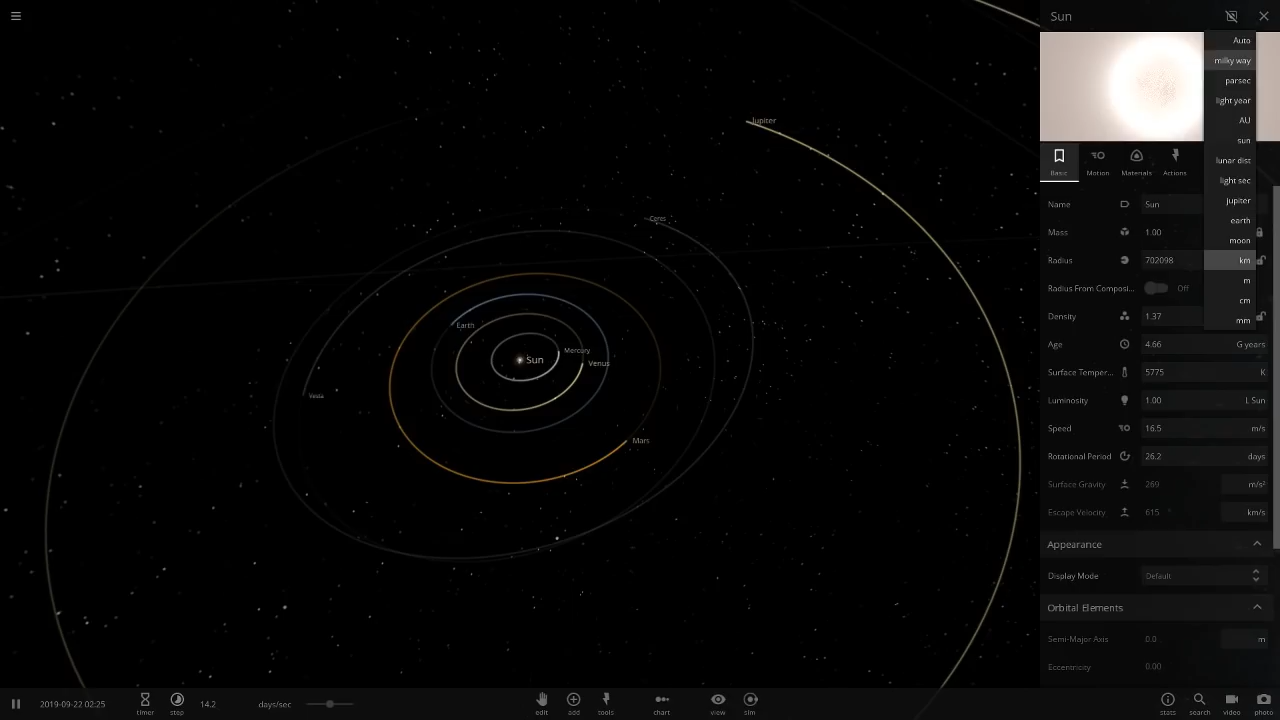 Sun
Auto
milky way
parsec
light year
AU
sun
lunar dist
light sec
jupiter
earth
moon
km
m
cm
mm
Basic
Motion
Materials
Actions
Name Sun
Mass 1.00
Radius 702098
Radius From Composi... Off
Density 1.37
Age 4.66 G years
Surface Temper... 5775 K
Luminosity 1.00 L Sun
Speed 16.5 m/s
Rotational Period 26.2 days
Surface Gravity 269 m/s²
Escape Velocity 615 km/s
Appearance
Display Mode Default
Orbital Elements
Semi-Major Axis 0.0 m
Eccentricity 0.00
Jupiter
Ceres
Earth
Mercury
Sun
Venus
Vesta
Mars
2019-09-22 02:25
timer
step
14.2 days/sec
edit
add
tools
chart
view
sim
stats
search
video
photo